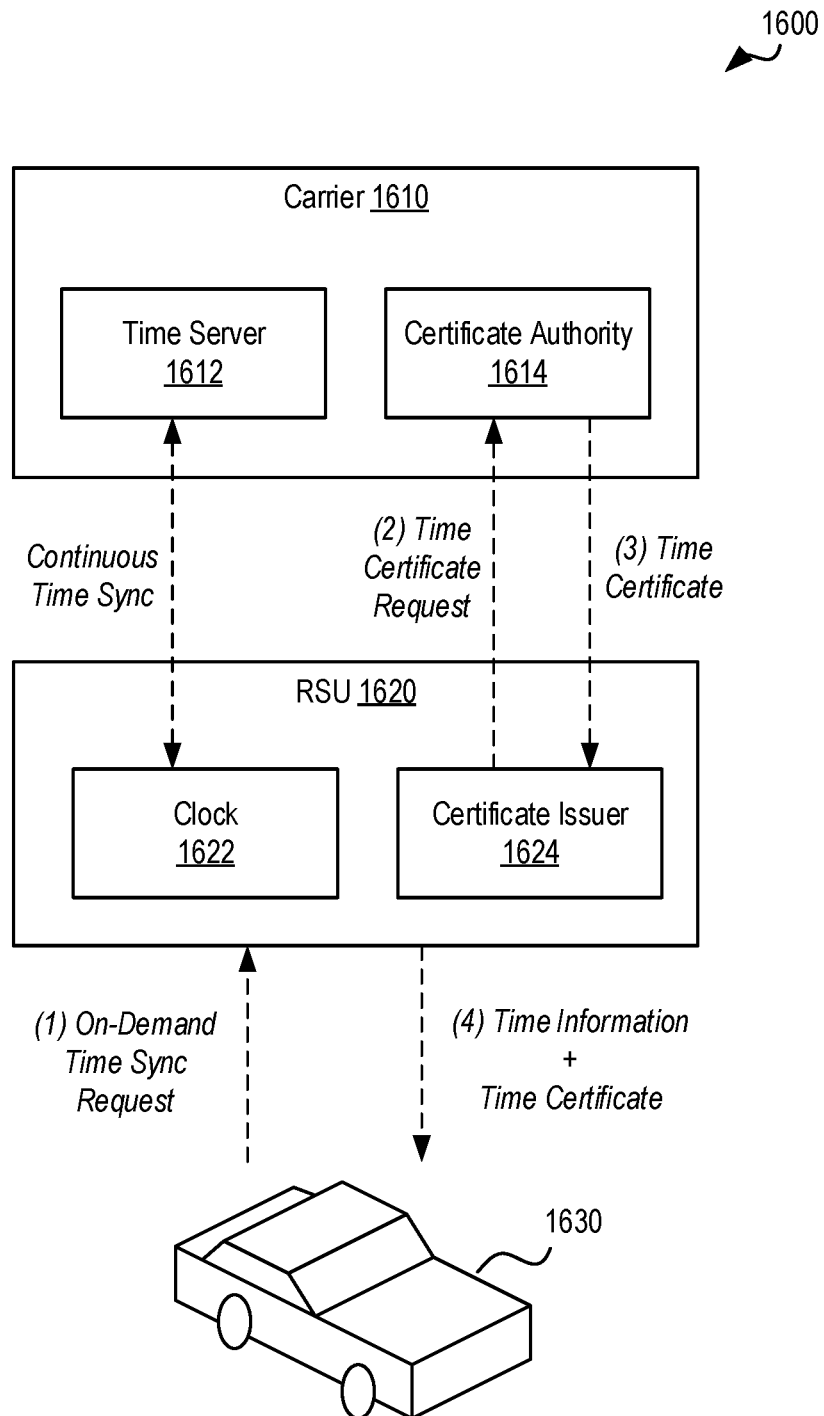 1600
Carrier 1610
Time Server
1612
Certificate Authority
1614
Continuous
Time Sync
(2) Time
Certificate
Request
(3) Time
Certificate
RSU 1620
Clock
1622
Certificate Issuer
1624
(1) On-Demand
Time Sync
Request
(4) Time Information
+
Time Certificate
1630